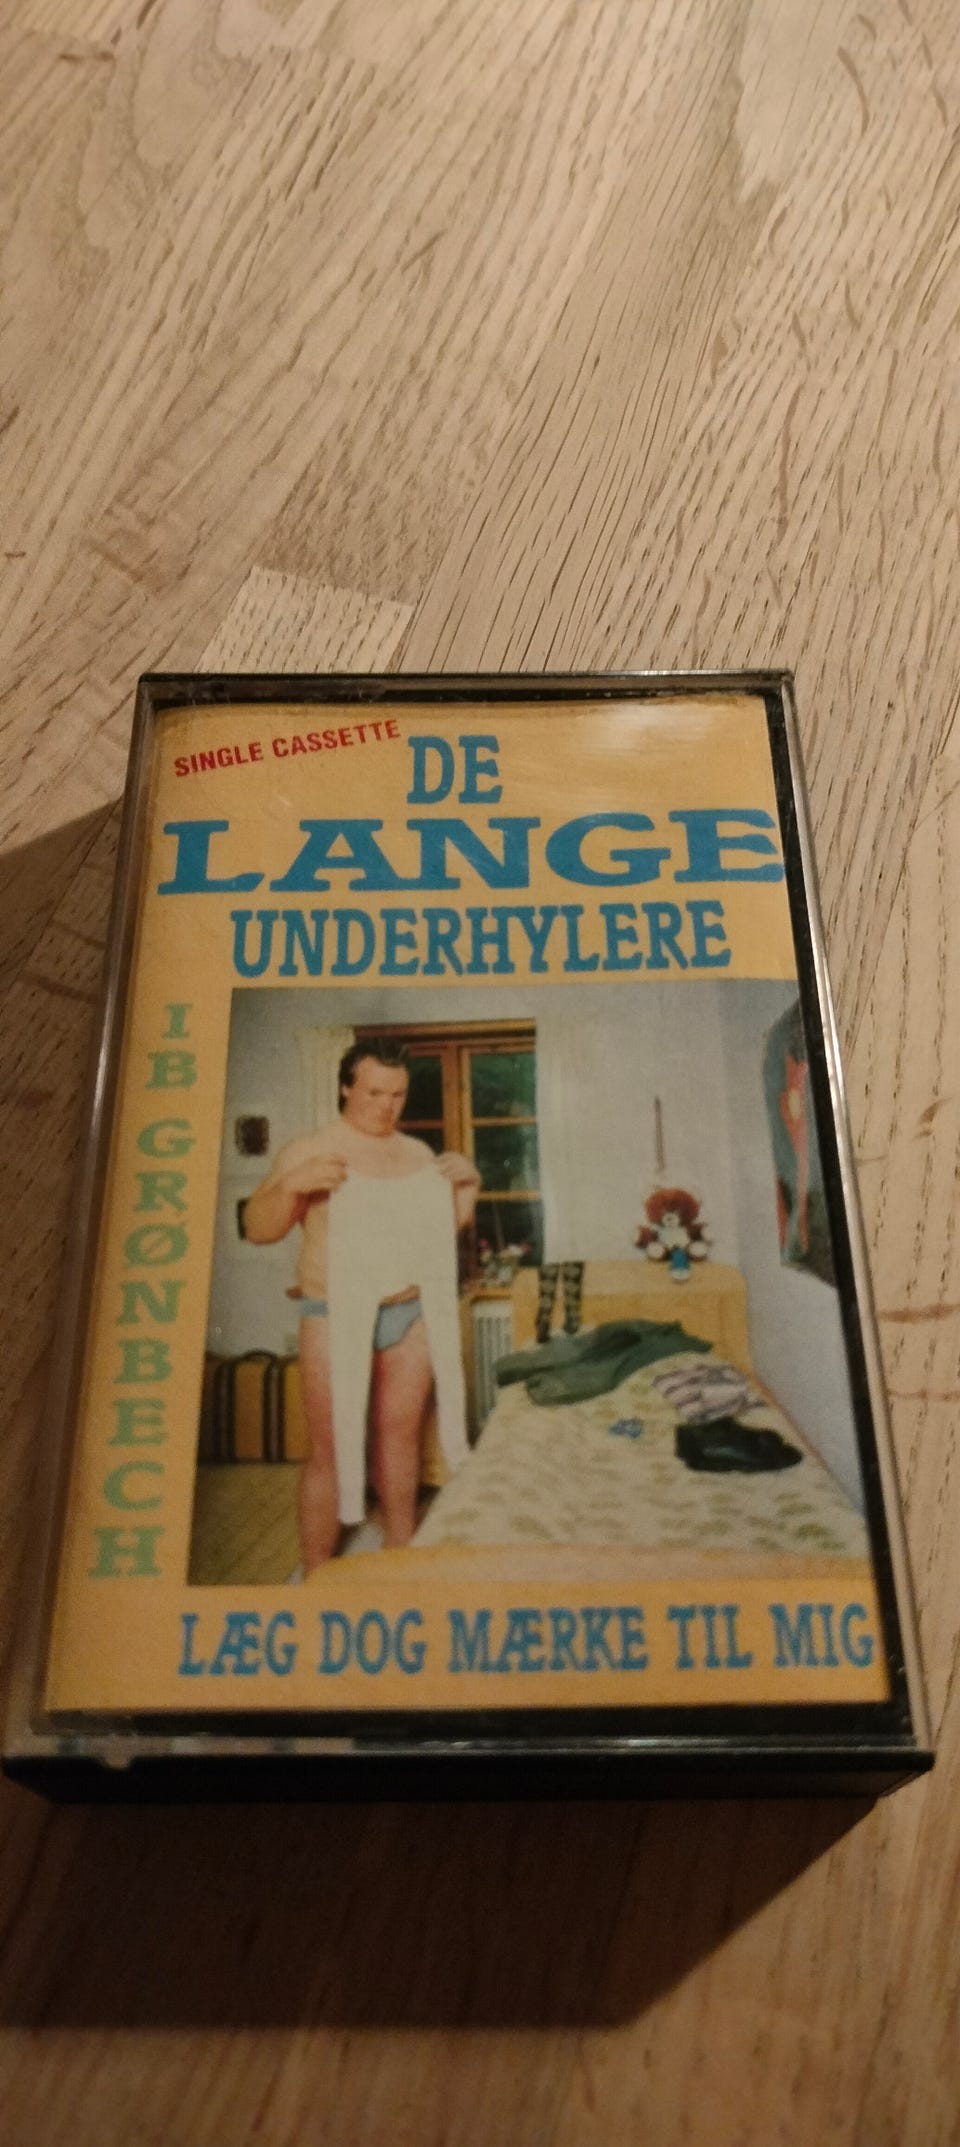 SINGLE CASSETTE
DE
LANGE
UNDERHYLERE
IB GRØNBECH
LÆG DOG MÆRKE TIL MIG